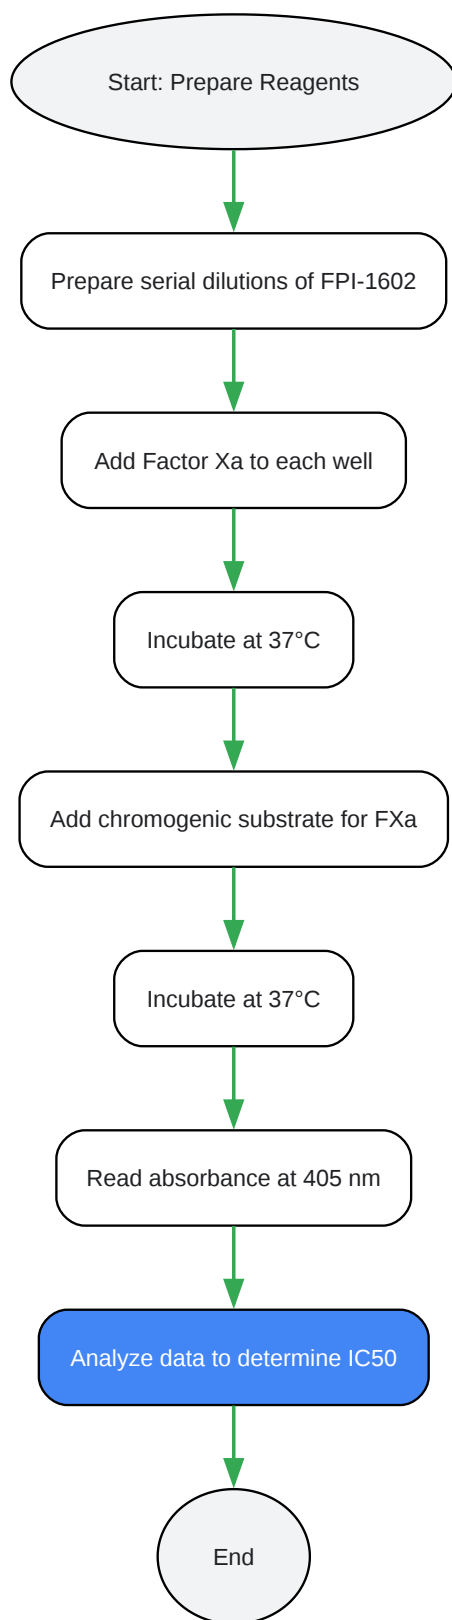 Start: Prepare Reagents
Prepare serial dilutions of FPI-1602
Add Factor Xa to each well
Incubate at 37°C
Add chromogenic substrate for FXa
Incubate at 37°C
Read absorbance at 405 nm
Analyze data to determine IC50
End